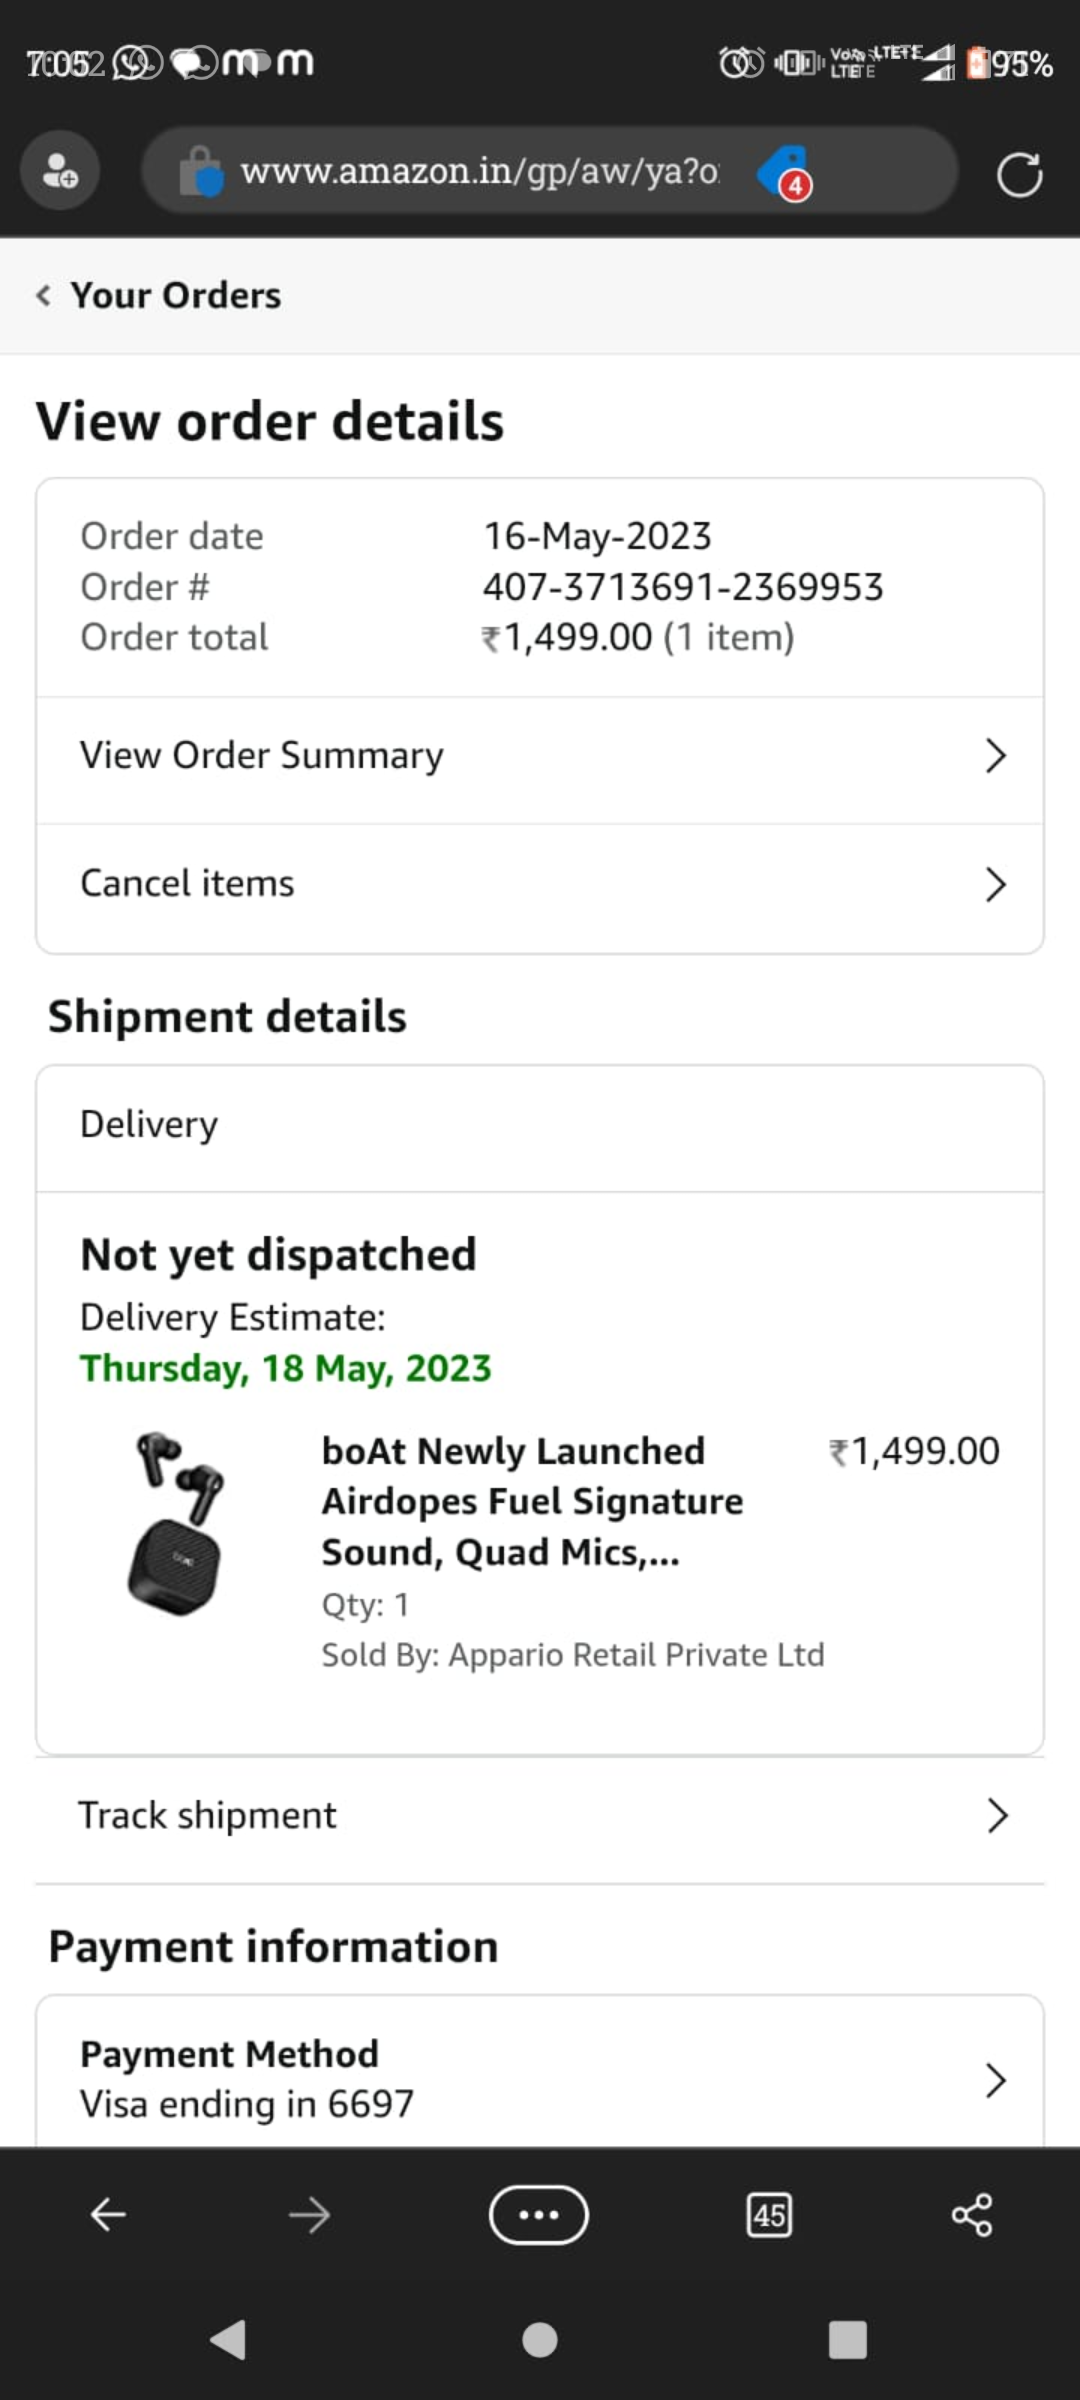 m m
95%
www.amazon.in/gp/aw/ya?o
4
Your Orders
View order details
Order date 16-May-2023
Order # 407-3713691-2369953
Order total ₹1,499.00 (1 item)
View Order Summary
Cancel items
Shipment details
Delivery
Not yet dispatched
Delivery Estimate:
Thursday, 18 May, 2023
boAt Newly Launched ₹1,499.00
Airdopes Fuel Signature
Sound, Quad Mics,...
Qty: 1
Sold By: Appario Retail Private Ltd
Track shipment
Payment information
Payment Method
Visa ending in 6697
45